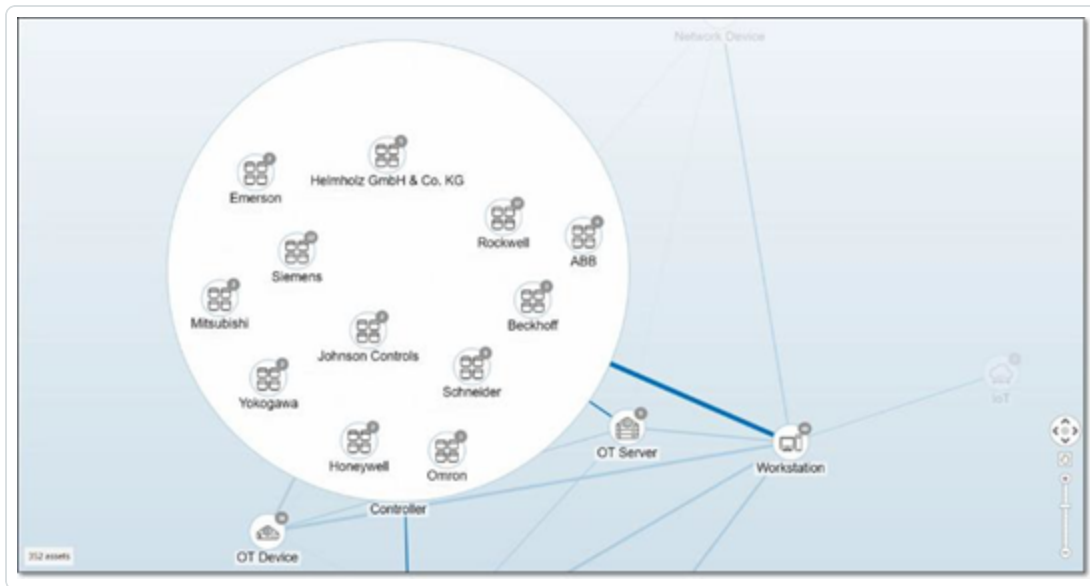 Network Device
Helmholz GmbH & Co. KG
Emerson
Rockwell
ABB
Siemens
Mitsubishi
Beckhoff
Johnson Controls
Schneider
Yokogawa
IoT
Honeywell
Omron
OT Server
Workstation
Controller
OT Device
352 assets